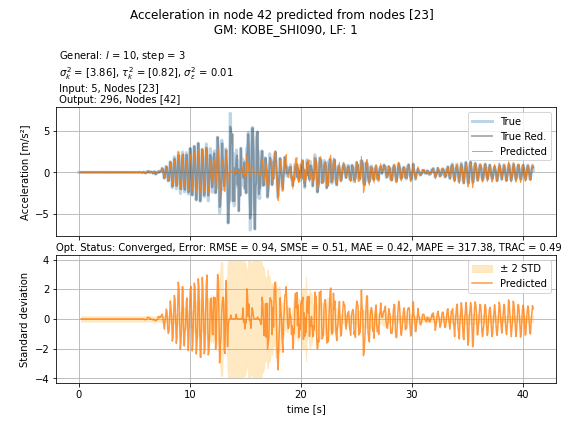 Acceleration in node 42 predicted from nodes [23]
GM: KOBE_SHI090, LF: 1
General: l = 10, step = 3
σ²ₖ = [3.86], τ²ₖ = [0.82], σ²ε = 0.01
Input: 5, Nodes [23]
Output: 296, Nodes [42]
Acceleration [m/s²]
5
0
−5
True
True Red.
Predicted
Opt. Status: Converged, Error: RMSE = 0.94, SMSE = 0.51, MAE = 0.42, MAPE = 317.38, TRAC = 0.49
Standard deviation
4
2
0
−2
−4
± 2 STD
Predicted
0
10
20
30
40
time [s]